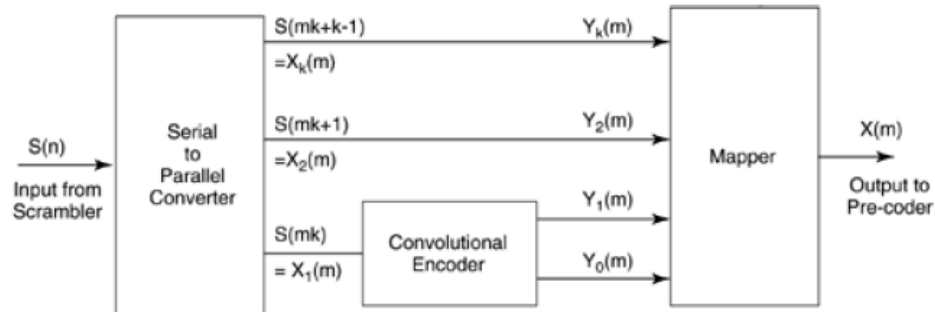 S(mk+k-1)
Yk(m)
=Xk(m)
S(n)
Input from
Scrambler
Serial
to
Parallel
Converter
S(mk+1)
Y2(m)
=X2(m)
Mapper
X(m)
Output to
Pre-coder
S(mk)
= X1(m)
Convolutional
Encoder
Y1(m)
Y0(m)